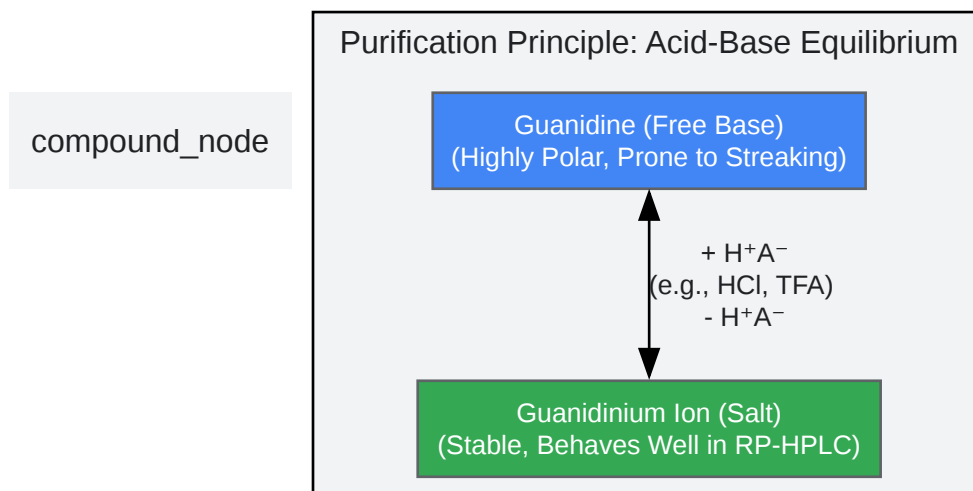 Purification Principle: Acid-Base Equilibrium
compound_node
Guanidine (Free Base)
(Highly Polar, Prone to Streaking)
+ H⁺A⁻
(e.g., HCl, TFA)
- H⁺A⁻
Guanidinium Ion (Salt)
(Stable, Behaves Well in RP-HPLC)